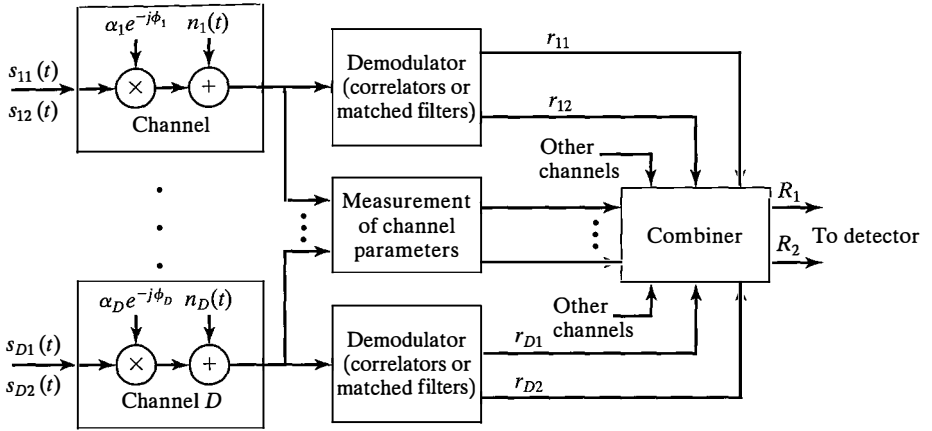 α₁e^{-jϕ₁} n₁(t)
s₁₁(t)
s₁₂(t)
×
+
Channel
Demodulator
(correlators or
matched filters)
r₁₁
r₁₂
Other
channels
Measurement
of channel
parameters
Combiner
R₁
R₂
To detector
α_D e^{-jϕ_D} n_D(t)
s_{D1}(t)
s_{D2}(t)
×
+
Channel D
Demodulator
(correlators or
matched filters)
Other
channels
r_{D1}
r_{D2}